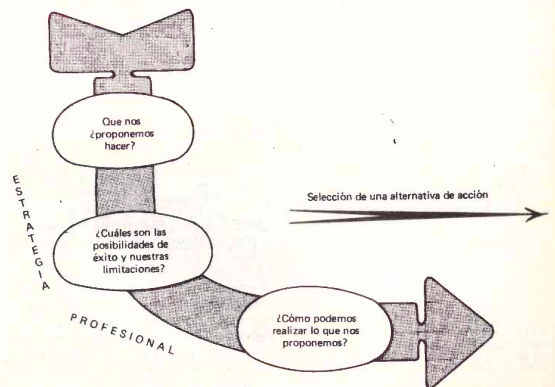 Que nos
¿proponemos
hacer?
ESTRATEGIA
Selección de una alternativa de acción
¿Cuáles son las
posibilidades de
éxito y nuestras
limitaciones?
PROFESIONAL
¿Cómo podemos
realizar lo que nos
proponemos?